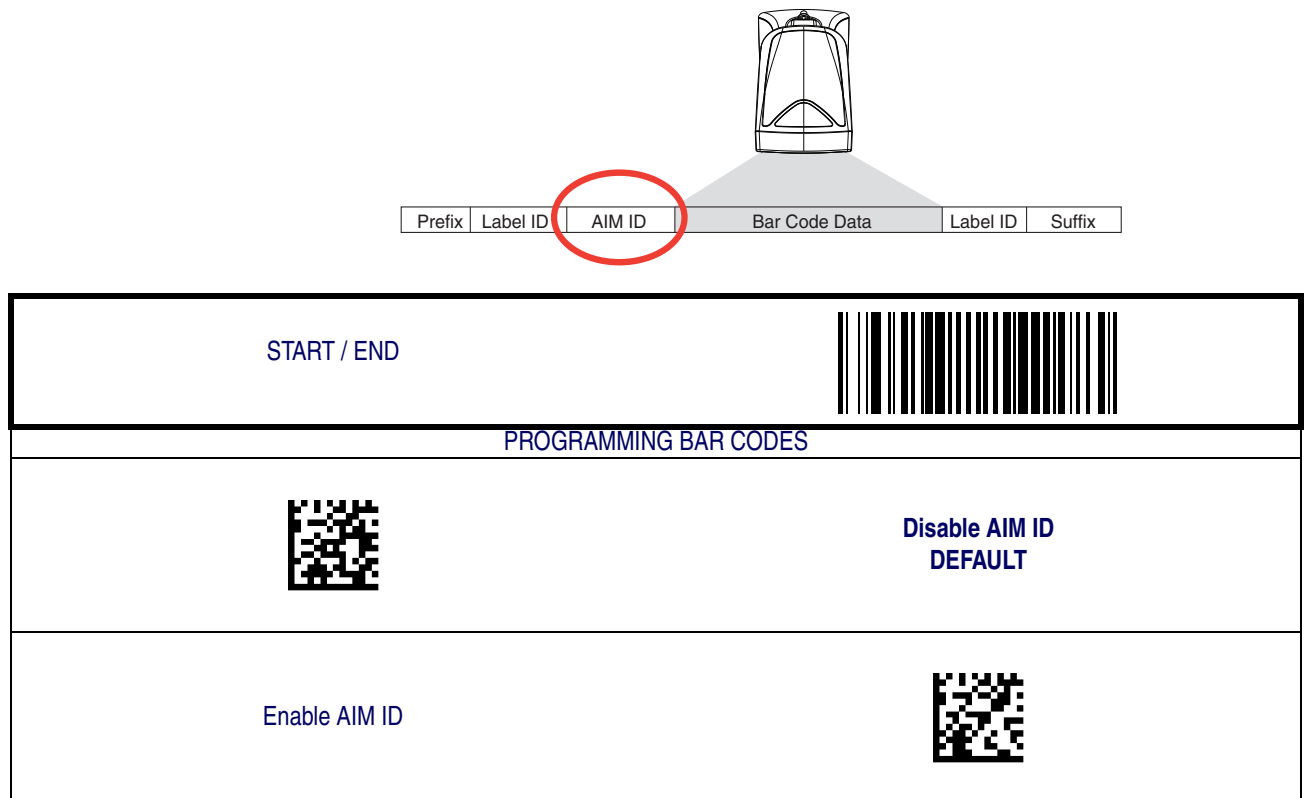 Prefix Label ID AIM ID Bar Code Data Label ID Suffix
START / END
PROGRAMMING BAR CODES
Disable AIM ID
DEFAULT
Enable AIM ID